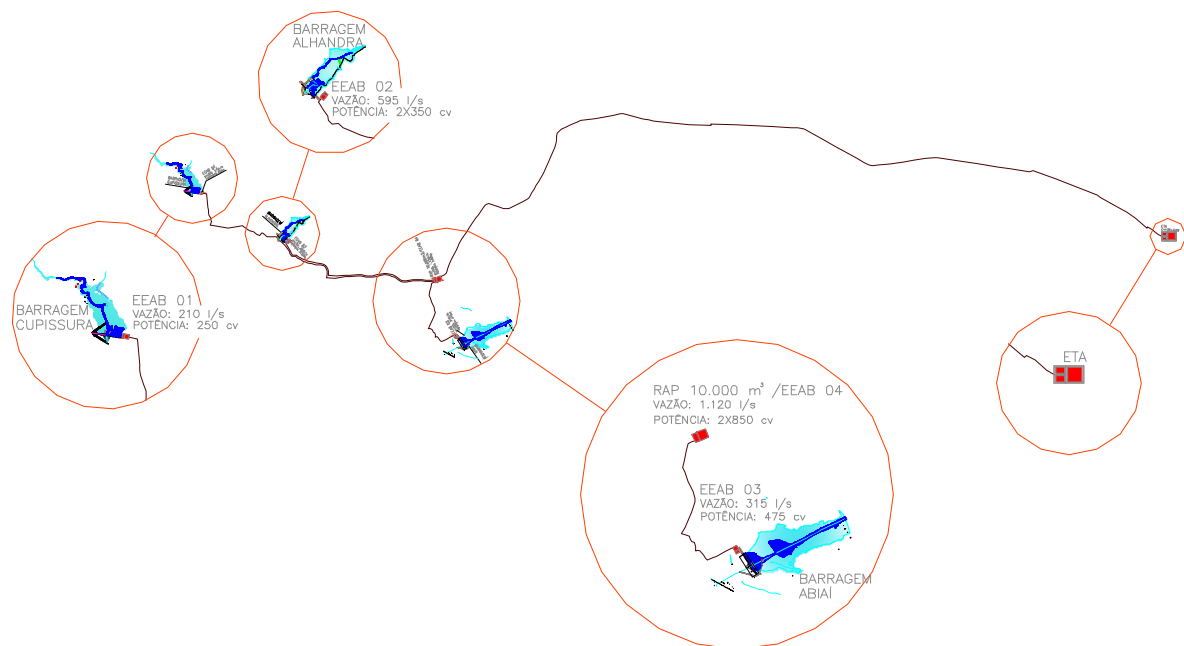 BARRAGEM
ALHANDRA
EEAB 02
VAZÃO: 595 l/s
POTÊNCIA: 2X350 cv
EEAB 01
VAZÃO: 210 l/s
POTÊNCIA: 250 cv
BARRAGEM
CUPISSURA
ETA
RAP 10.000 m³ /EEAB 04
VAZÃO: 1.120 l/s
POTÊNCIA: 2X850 cv
EEAB 03
VAZÃO: 315 l/s
POTÊNCIA: 475 cv
BARRAGEM
ABIAÍ